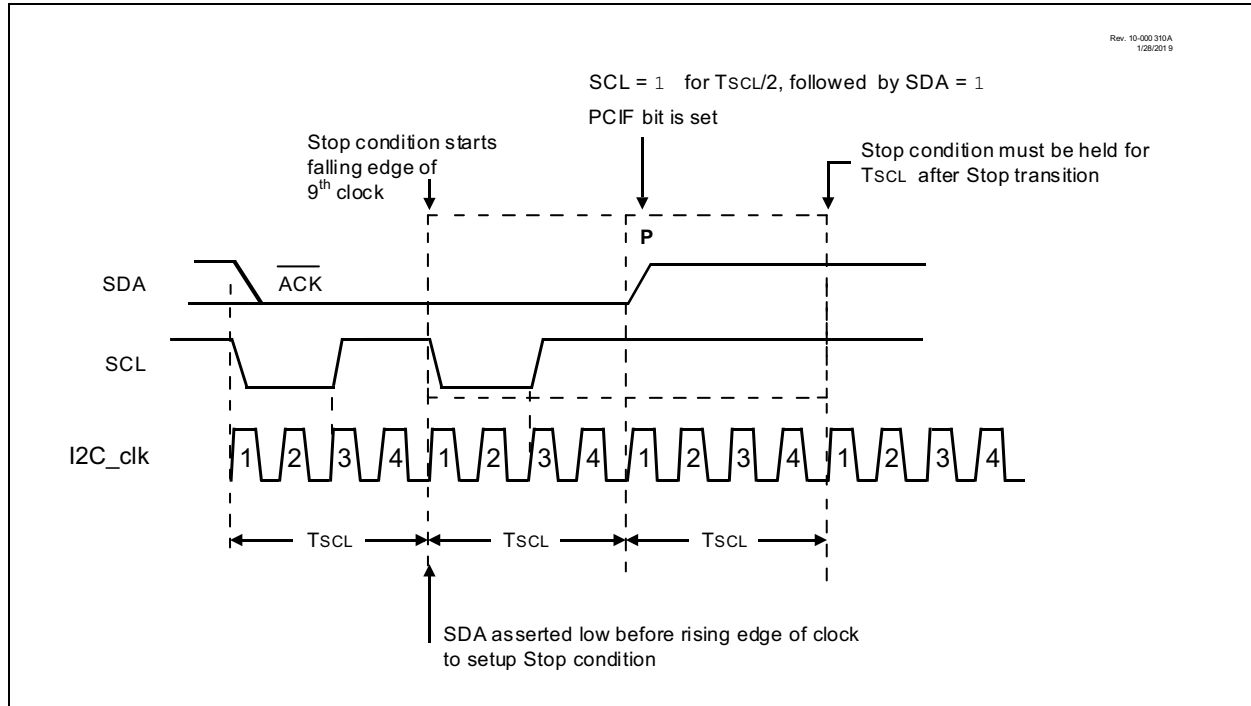 Rev. 10-000 310A
1/28/201 9
SCL = 1 for TSCL/2, followed by SDA = 1
PCIF bit is set
Stop condition starts
falling edge of
9th clock
Stop condition must be held for
TSCL after Stop transition
P
SDA
ACK
SCL
I2C_clk
1 2 3 4 1 2 3 4 1 2 3 4 1 2 3 4
TSCL TSCL TSCL
SDA asserted low before rising edge of clock
to setup Stop condition